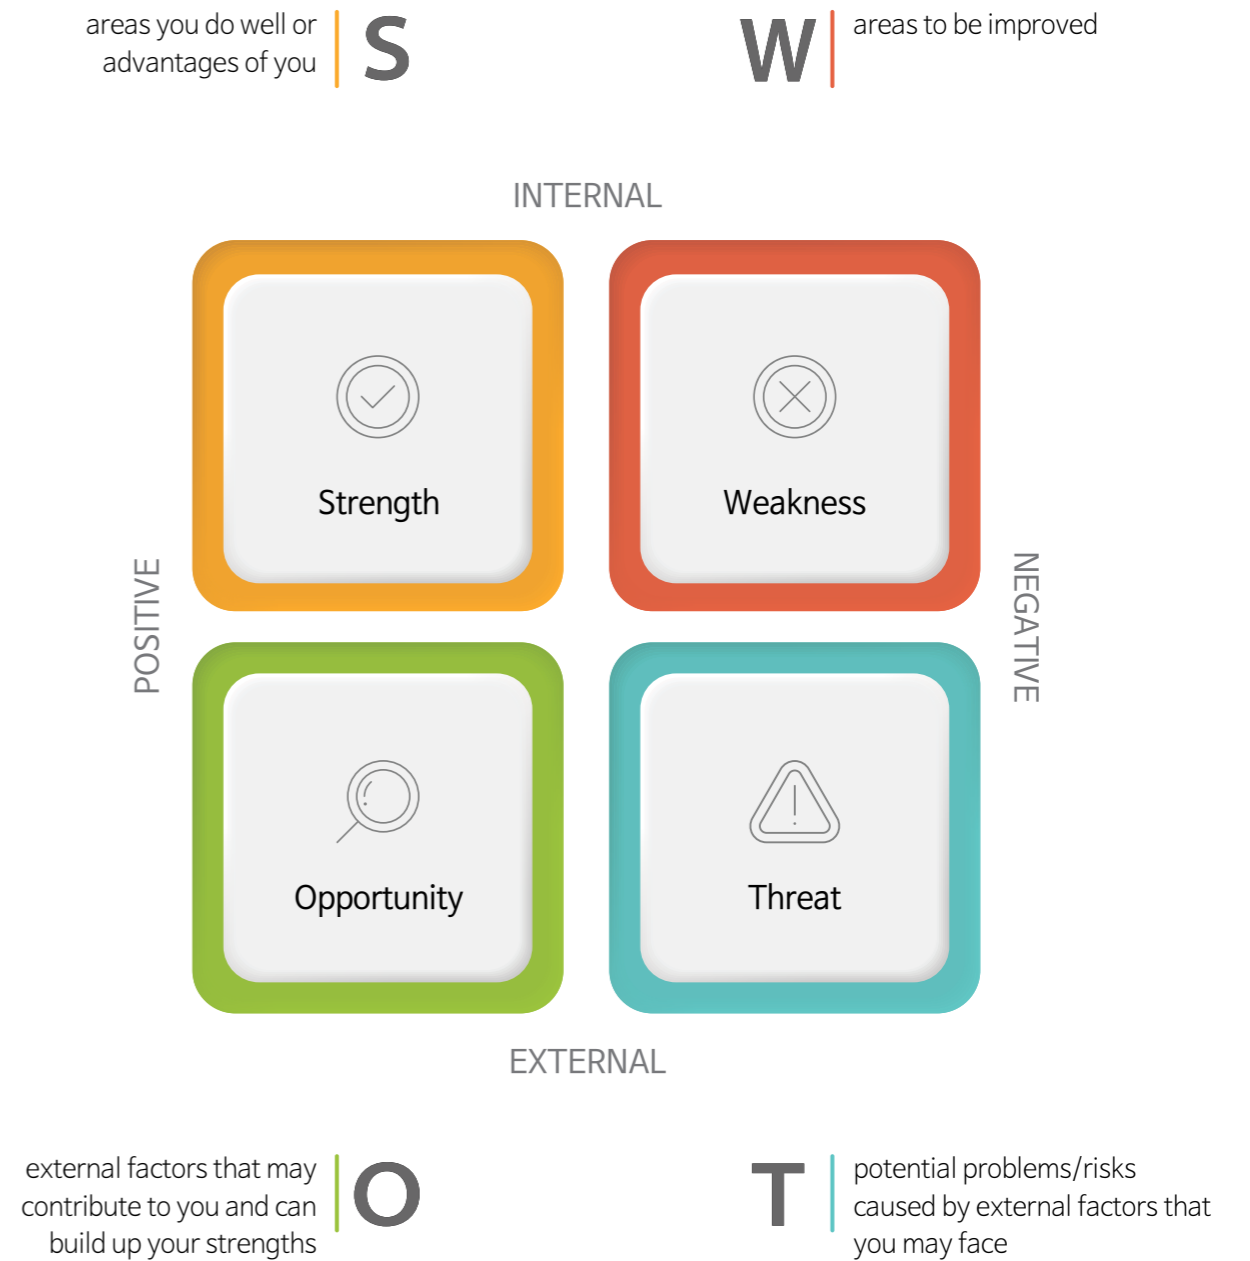 areas you do well or
advantages of you
S
W
areas to be improved
INTERNAL
Strength
Weakness
POSITIVE
NEGATIVE
Opportunity
Threat
EXTERNAL
external factors that may
contribute to you and can
build up your strengths
O
T
potential problems/risks
caused by external factors that
you may face